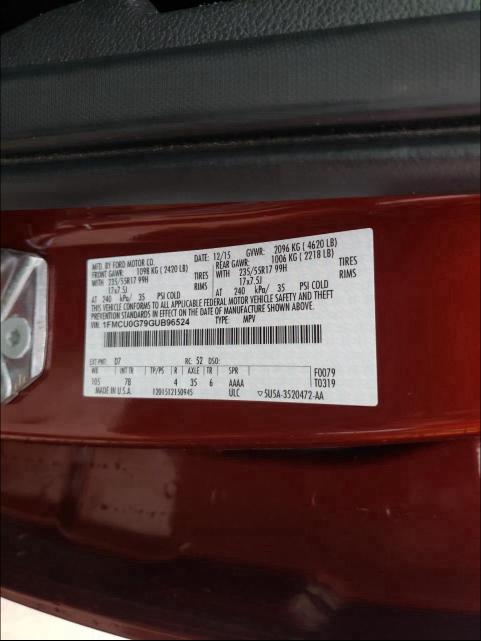 MFD. BY FORD MOTOR CO.
DATE: 12/15 GVWR: 2096 KG ( 4620 LB)
FRONT GAWR: 1098 KG ( 2420 LB) REAR GAWR: 1006 KG ( 2218 LB)
WITH 235/55R17 99H TIRES WITH 235/55R17 99H TIRES
17x7.5J RIMS 17x7.5J RIMS
AT 240 kPa/ 35 PSI COLD AT 240 kPa/ 35 PSI COLD
THIS VEHICLE CONFORMS TO ALL APPLICABLE FEDERAL MOTOR VEHICLE SAFETY AND THEFT
PREVENTION STANDARDS IN EFFECT ON THE DATE OF MANUFACTURE SHOWN ABOVE.
VIN: 1FMCU0G79GUB96524 TYPE: MPV
EXT PNT: D7 RC: 52 DSO:
WB INT TR TP/PS R AXLE TR SPR F0079
105 7B 4 35 6 AAAA T0319
MADE IN U.S.A. 1201512150945 ULC ▽5U5A-3520472-AA